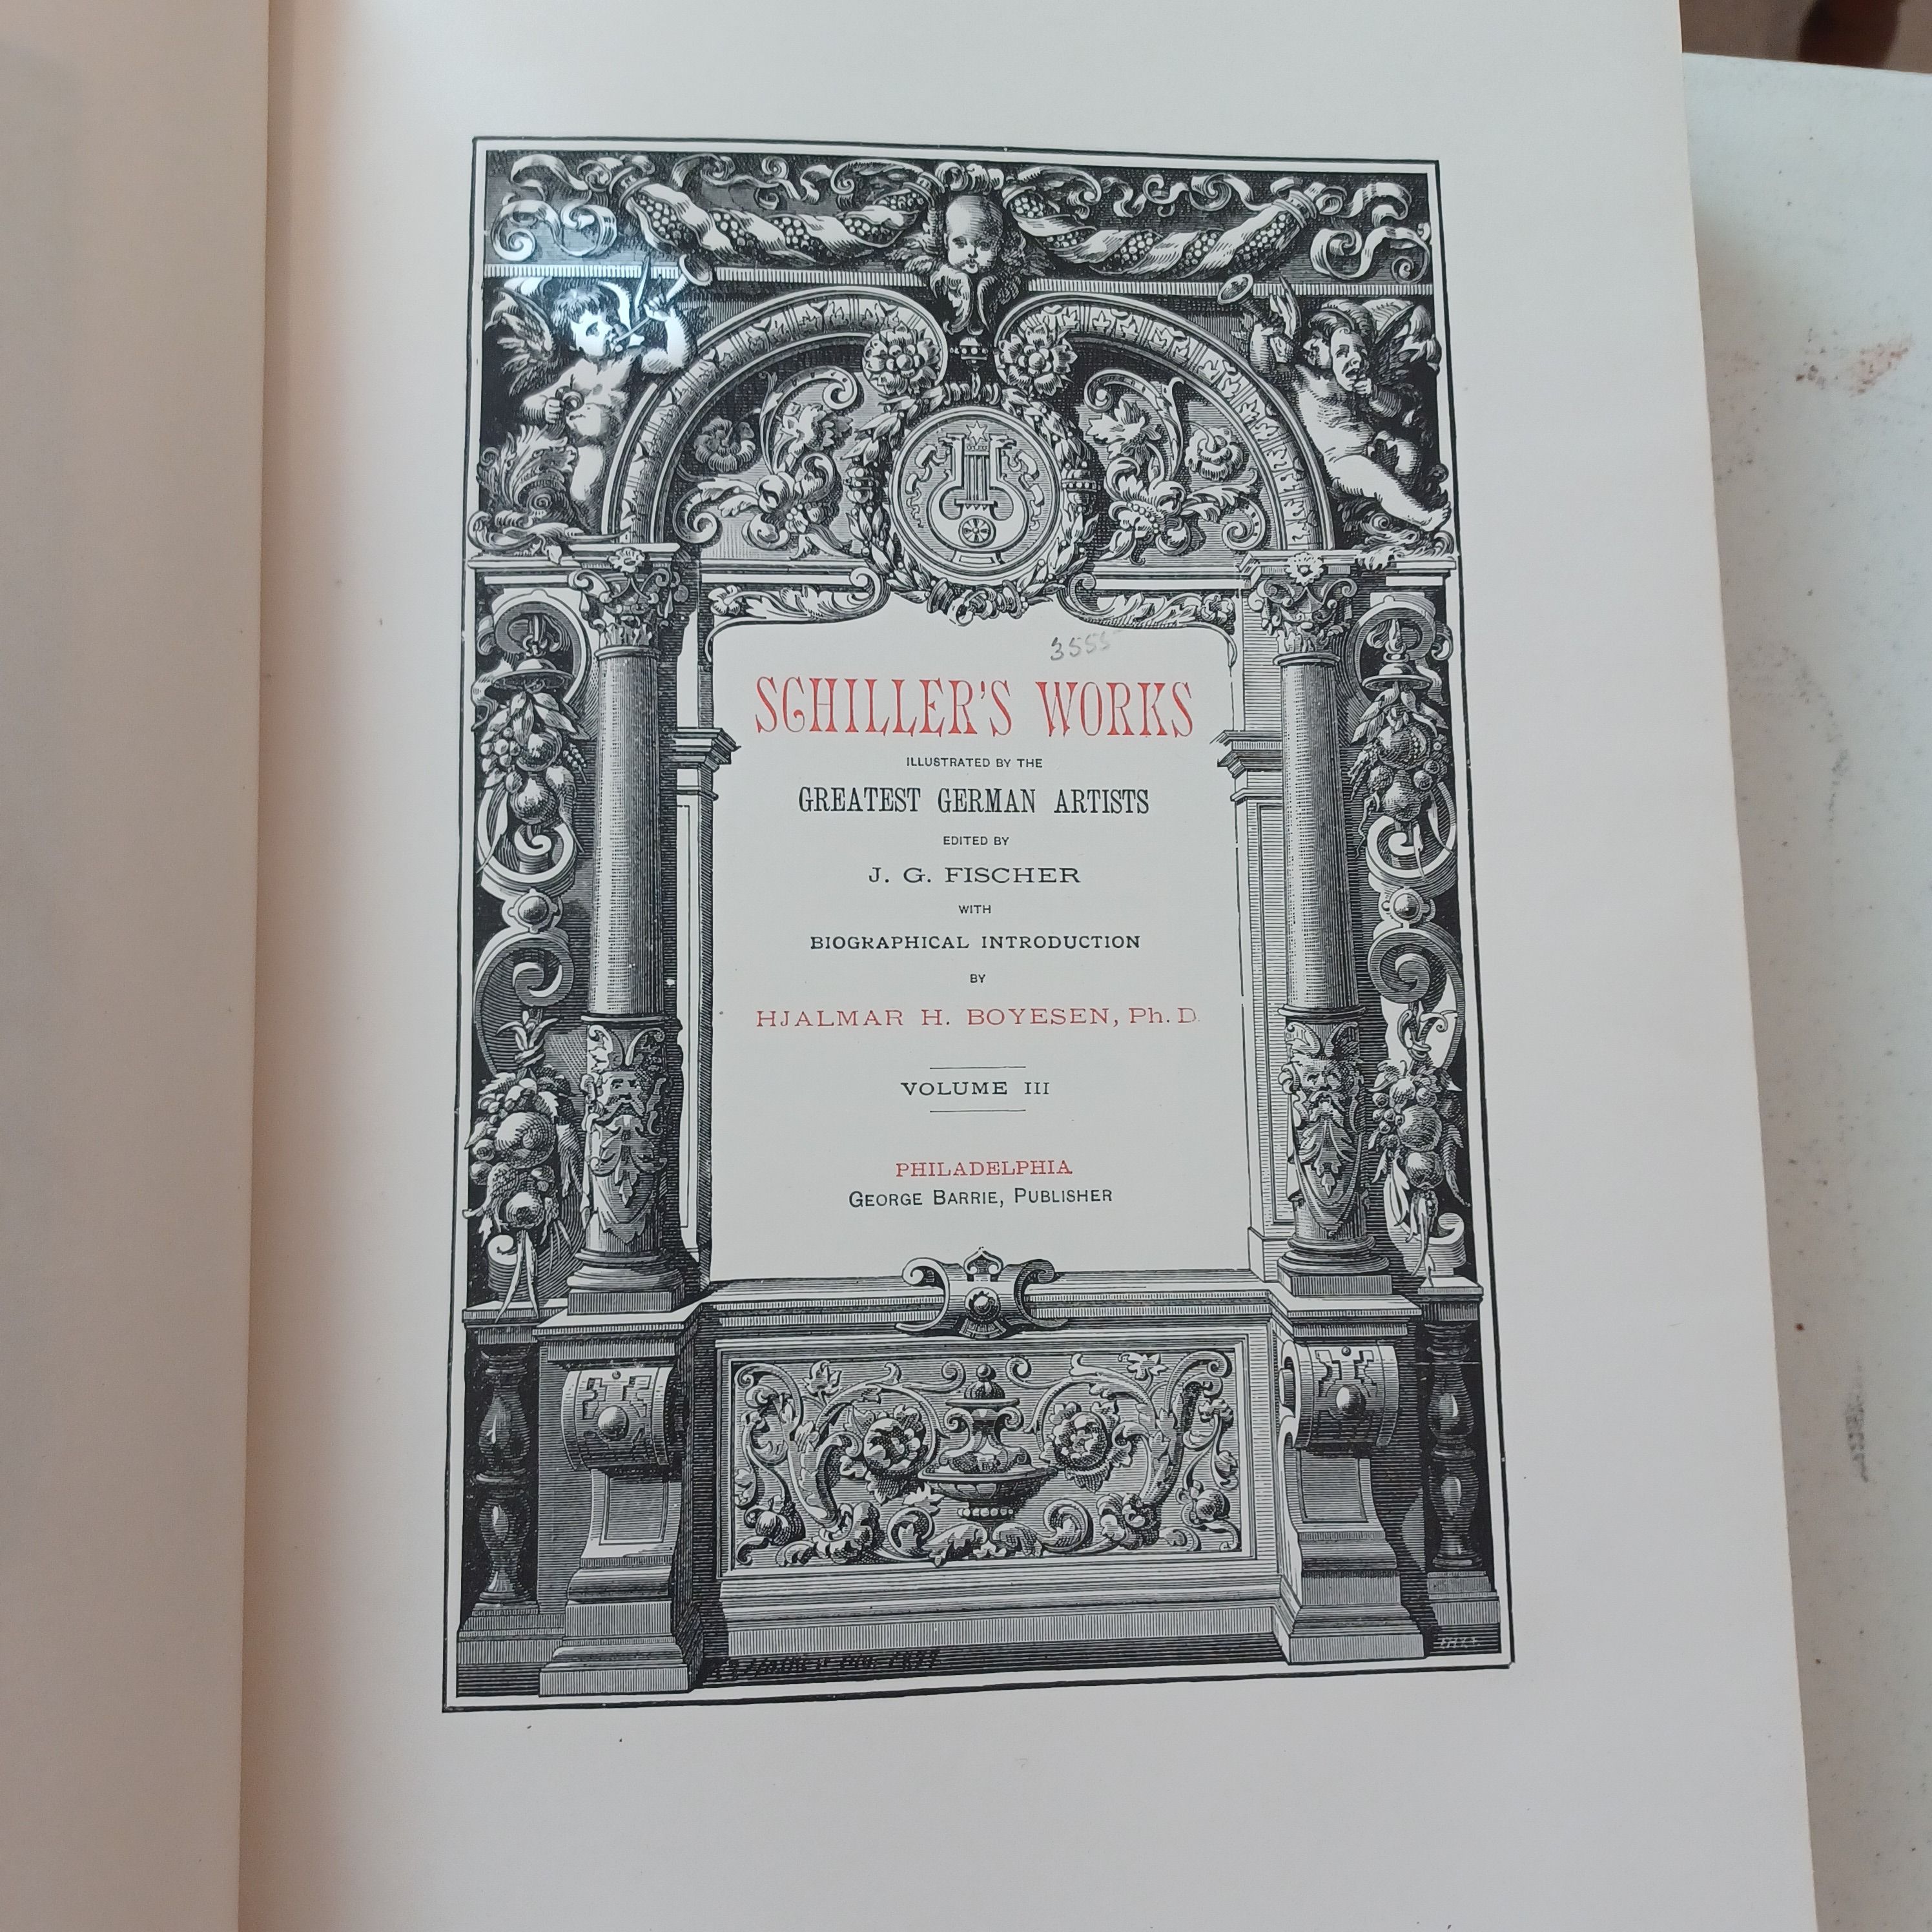 3555
SCHILLER'S WORKS
ILLUSTRATED BY THE
GREATEST GERMAN ARTISTS
EDITED BY
J. G. FISCHER
WITH
BIOGRAPHICAL INTRODUCTION
BY
HJALMAR H. BOYESEN, Ph. D.
VOLUME III
PHILADELPHIA
GEORGE BARRIE, PUBLISHER